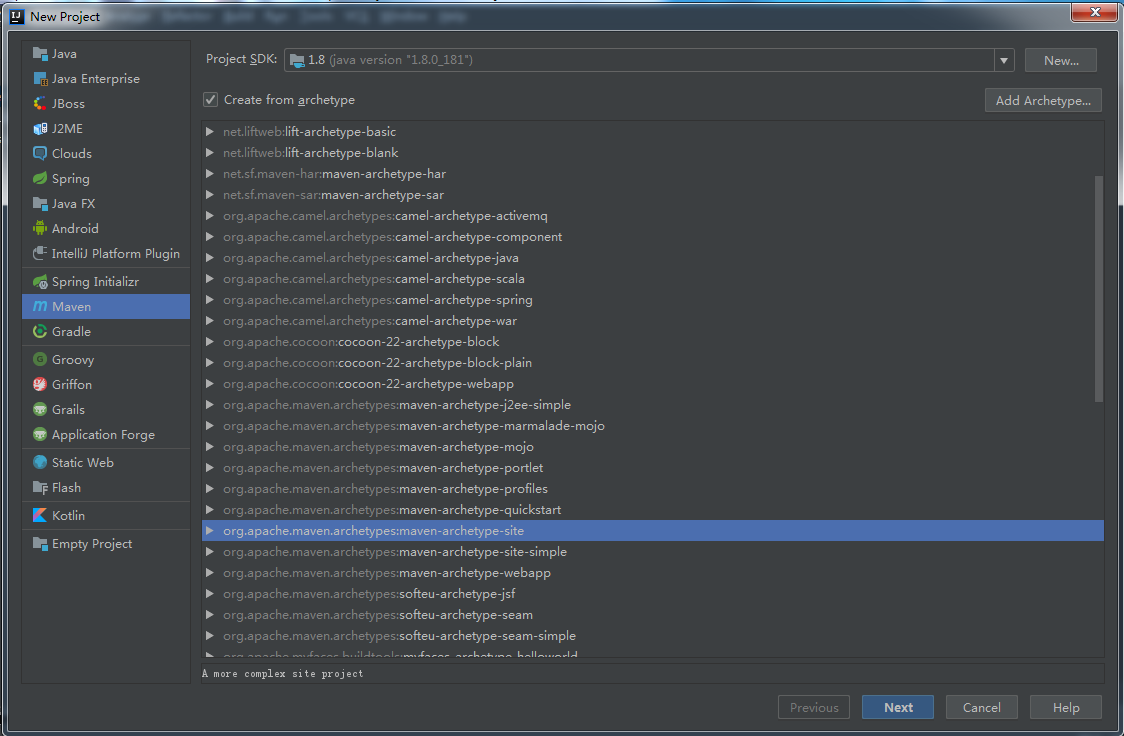 New Project
Java
Java Enterprise
JBoss
J2ME
Clouds
Spring
Java FX
Android
IntelliJ Platform Plugin
Spring Initializr
Maven
Gradle
Groovy
Griffon
Grails
Application Forge
Static Web
Flash
Kotlin
Empty Project
Project SDK: 1.8 (java version "1.8.0_181") New...
Create from archetype Add Archetype...
net.liftweb:lift-archetype-basic
net.liftweb:lift-archetype-blank
net.sf.maven-har:maven-archetype-har
net.sf.maven-sar:maven-archetype-sar
org.apache.camel.archetypes:camel-archetype-activemq
org.apache.camel.archetypes:camel-archetype-component
org.apache.camel.archetypes:camel-archetype-java
org.apache.camel.archetypes:camel-archetype-scala
org.apache.camel.archetypes:camel-archetype-spring
org.apache.camel.archetypes:camel-archetype-war
org.apache.cocoon:cocoon-22-archetype-block
org.apache.cocoon:cocoon-22-archetype-block-plain
org.apache.cocoon:cocoon-22-archetype-webapp
org.apache.maven.archetypes:maven-archetype-j2ee-simple
org.apache.maven.archetypes:maven-archetype-marmalade-mojo
org.apache.maven.archetypes:maven-archetype-mojo
org.apache.maven.archetypes:maven-archetype-portlet
org.apache.maven.archetypes:maven-archetype-profiles
org.apache.maven.archetypes:maven-archetype-quickstart
org.apache.maven.archetypes:maven-archetype-site
org.apache.maven.archetypes:maven-archetype-site-simple
org.apache.maven.archetypes:maven-archetype-webapp
org.apache.maven.archetypes:softeu-archetype-jsf
org.apache.maven.archetypes:softeu-archetype-seam
org.apache.maven.archetypes:softeu-archetype-seam-simple
org.apache.myfaces.buildtools:myfaces-archetype-helloworld
A more complex site project
Previous Next Cancel Help